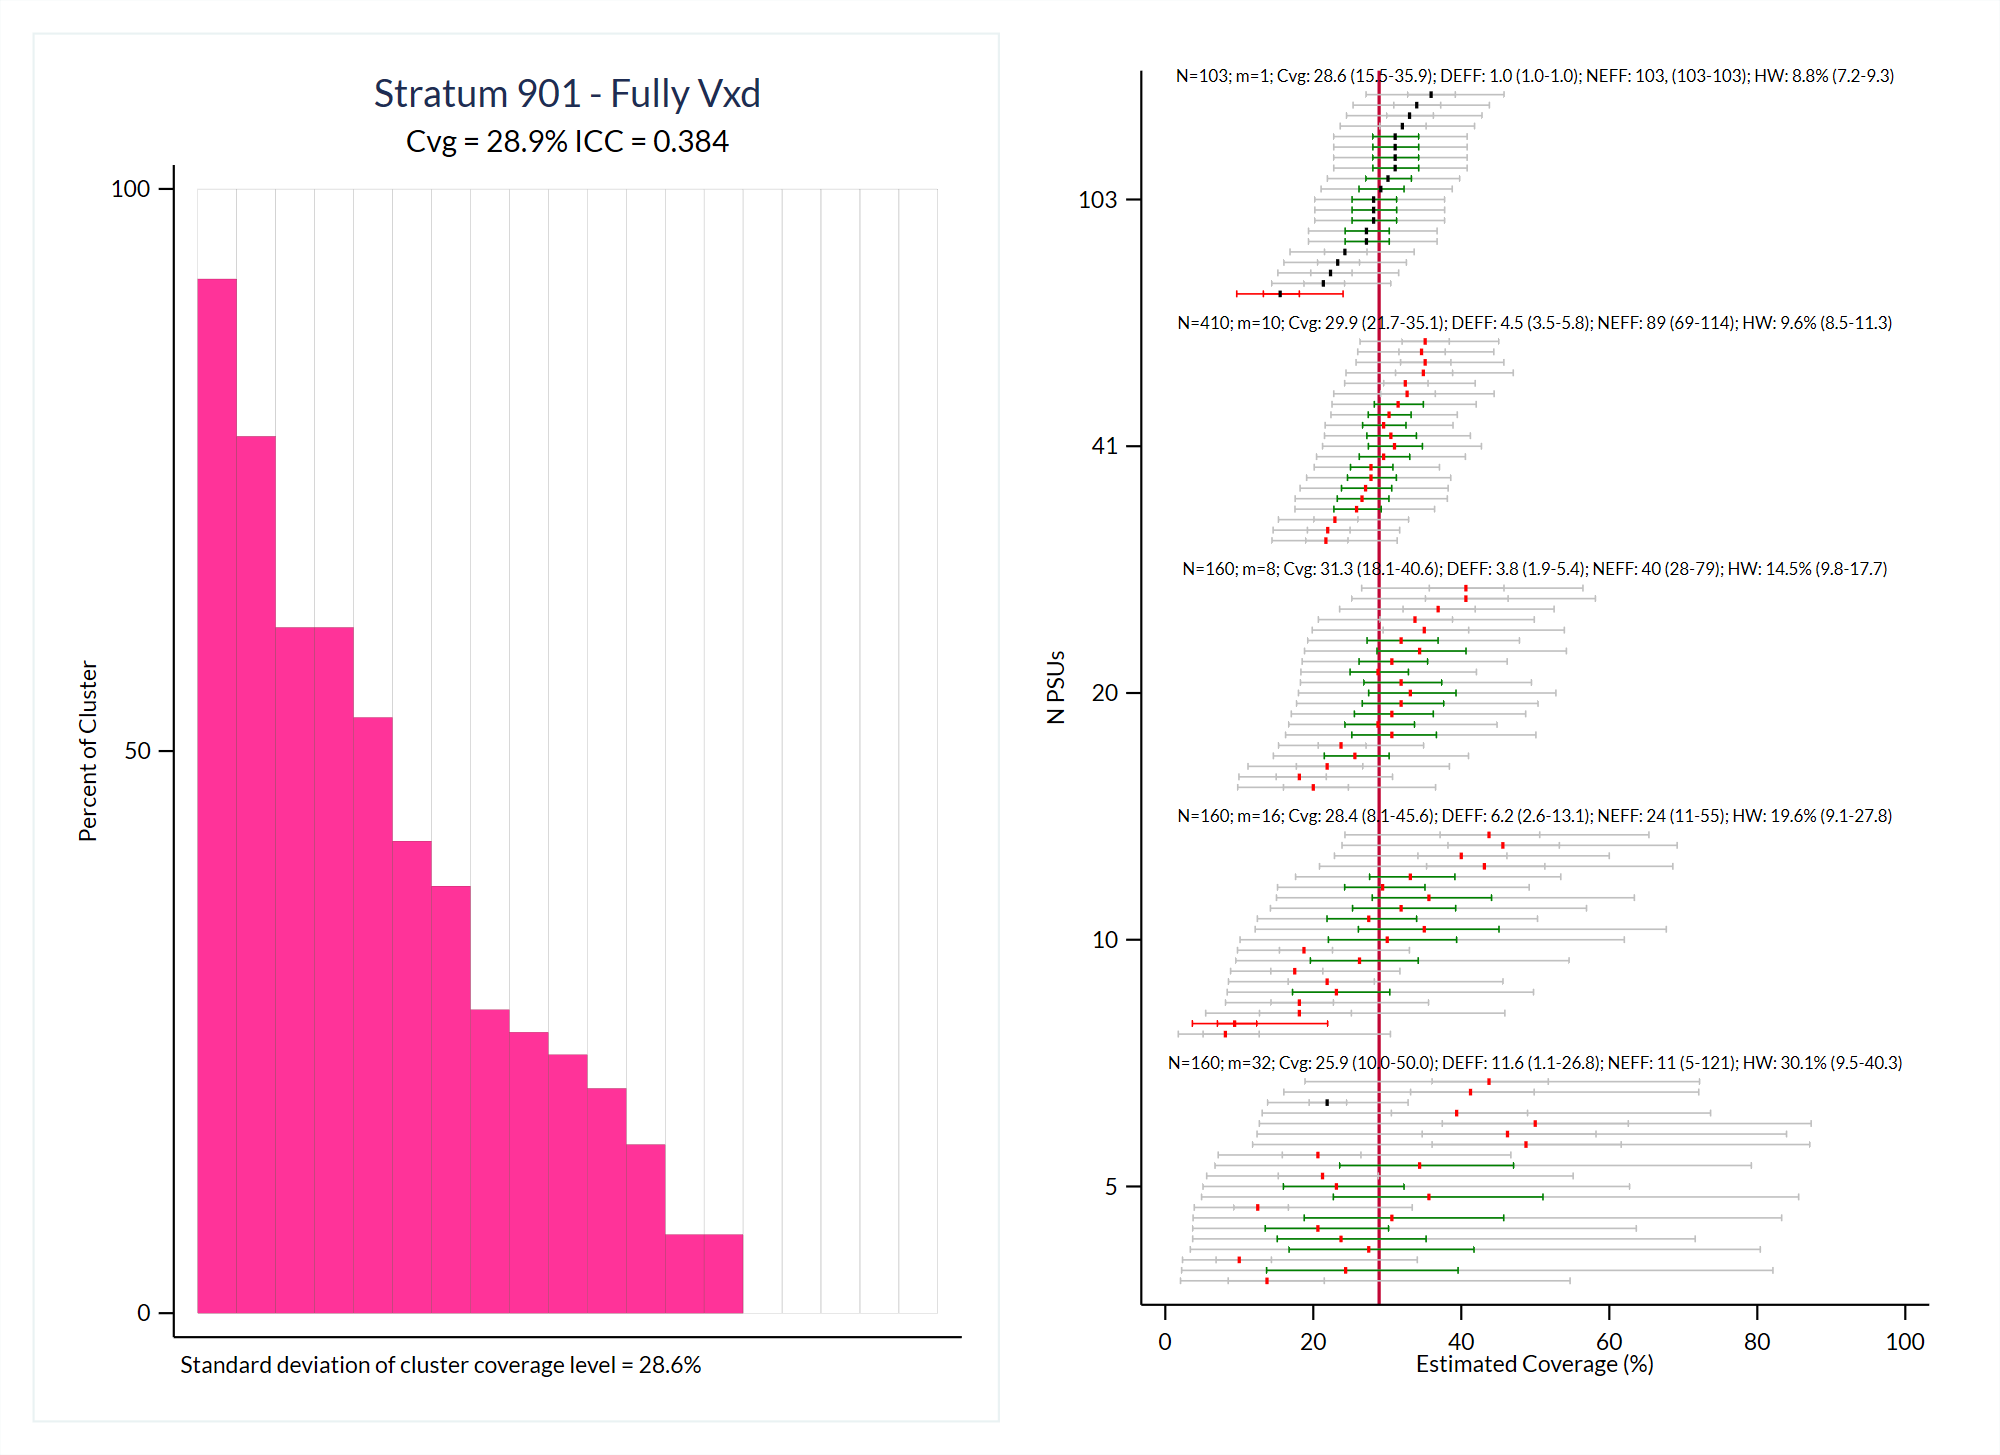 Stratum 901 - Fully Vxd
Cvg = 28.9% ICC = 0.384
100
50
0
Percent of Cluster
Standard deviation of cluster coverage level = 28.6%
N=103; m=1; Cvg: 28.6 (15.5-35.9); DEFF: 1.0 (1.0-1.0); NEFF: 103, (103-103); HW: 8.8% (7.2-9.3)
103
N=410; m=10; Cvg: 29.9 (21.7-35.1); DEFF: 4.5 (3.5-5.8); NEFF: 89 (69-114); HW: 9.6% (8.5-11.3)
41
N=160; m=8; Cvg: 31.3 (18.1-40.6); DEFF: 3.8 (1.9-5.4); NEFF: 40 (28-79); HW: 14.5% (9.8-17.7)
20
N=160; m=16; Cvg: 28.4 (8.1-45.6); DEFF: 6.2 (2.6-13.1); NEFF: 24 (11-55); HW: 19.6% (9.1-27.8)
10
N=160; m=32; Cvg: 25.9 (10.0-50.0); DEFF: 11.6 (1.1-26.8); NEFF: 11 (5-121); HW: 30.1% (9.5-40.3)
5
N PSUs
0 20 40 60 80 100
Estimated Coverage (%)